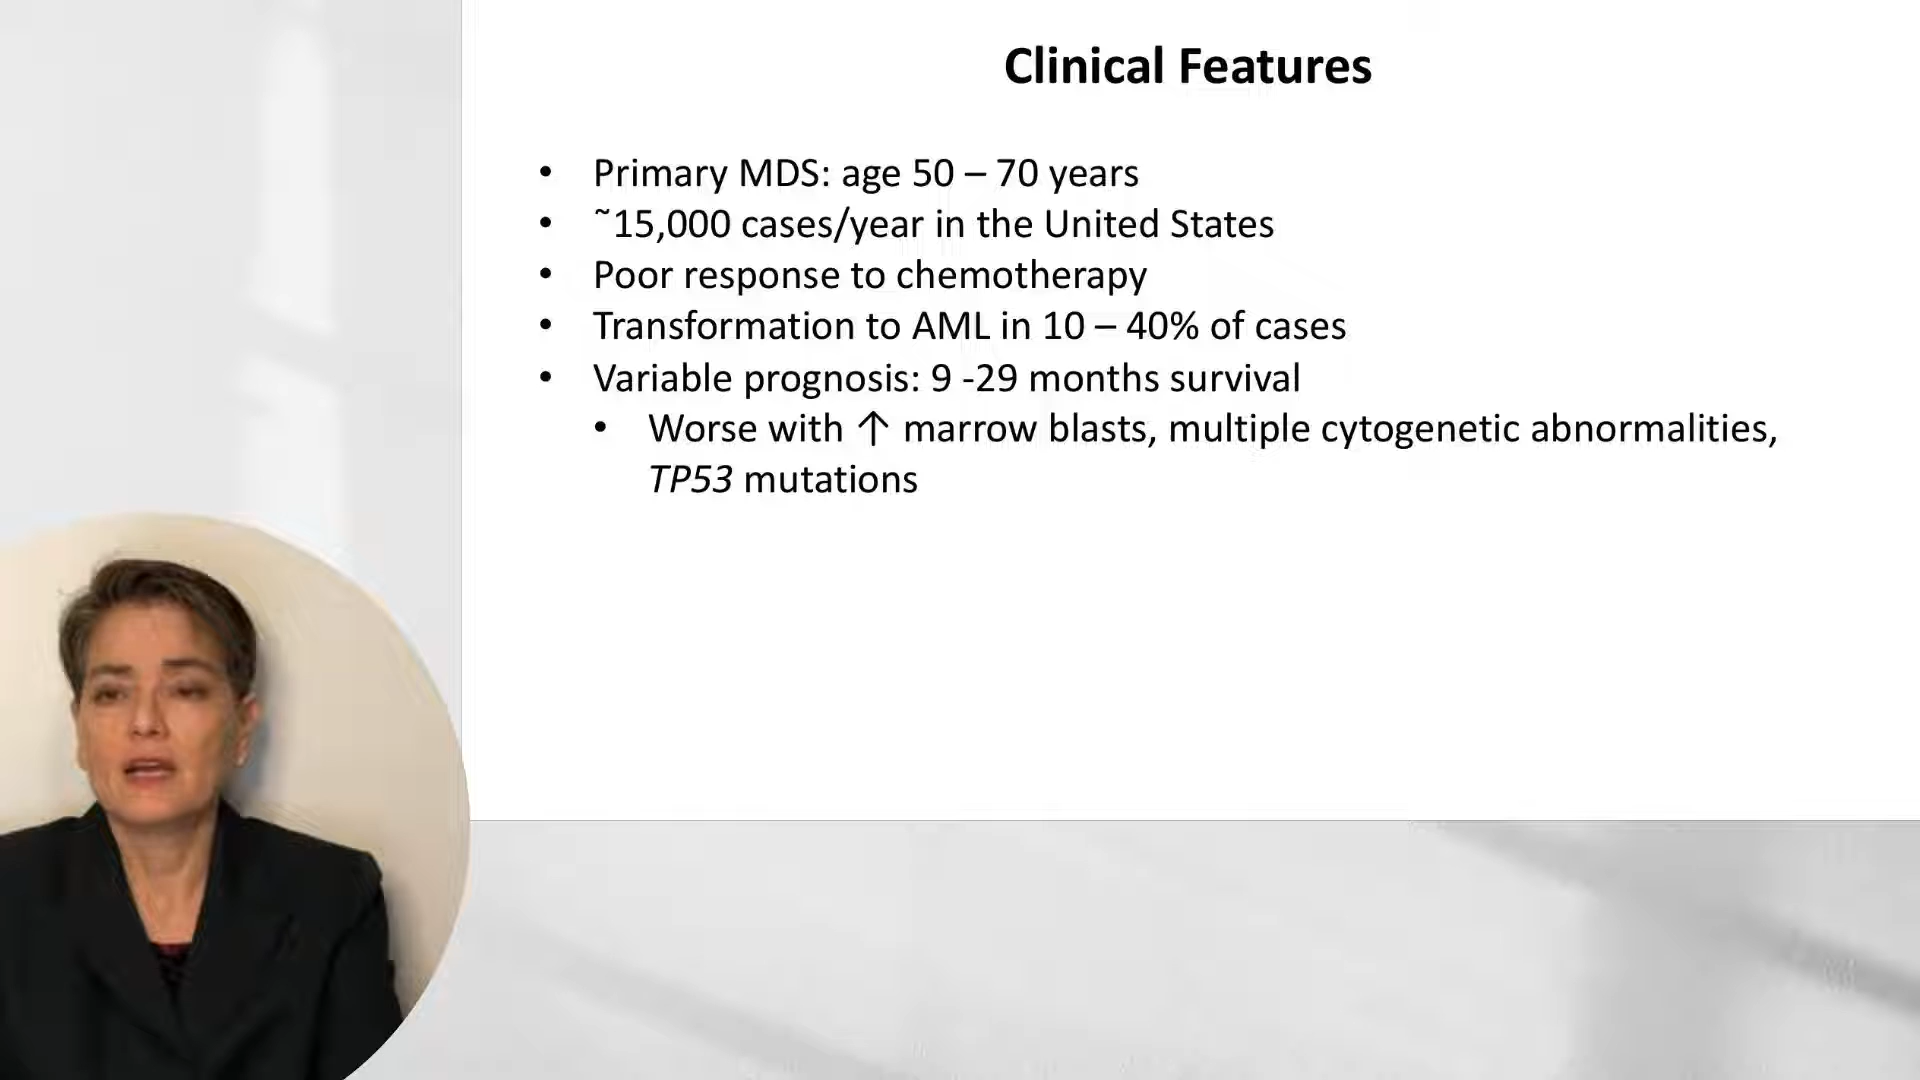 Clinical Features
• Primary MDS: age 50 – 70 years
• ˜15,000 cases/year in the United States
• Poor response to chemotherapy
• Transformation to AML in 10 – 40% of cases
• Variable prognosis: 9 -29 months survival
• Worse with ↑ marrow blasts, multiple cytogenetic abnormalities,
TP53 mutations